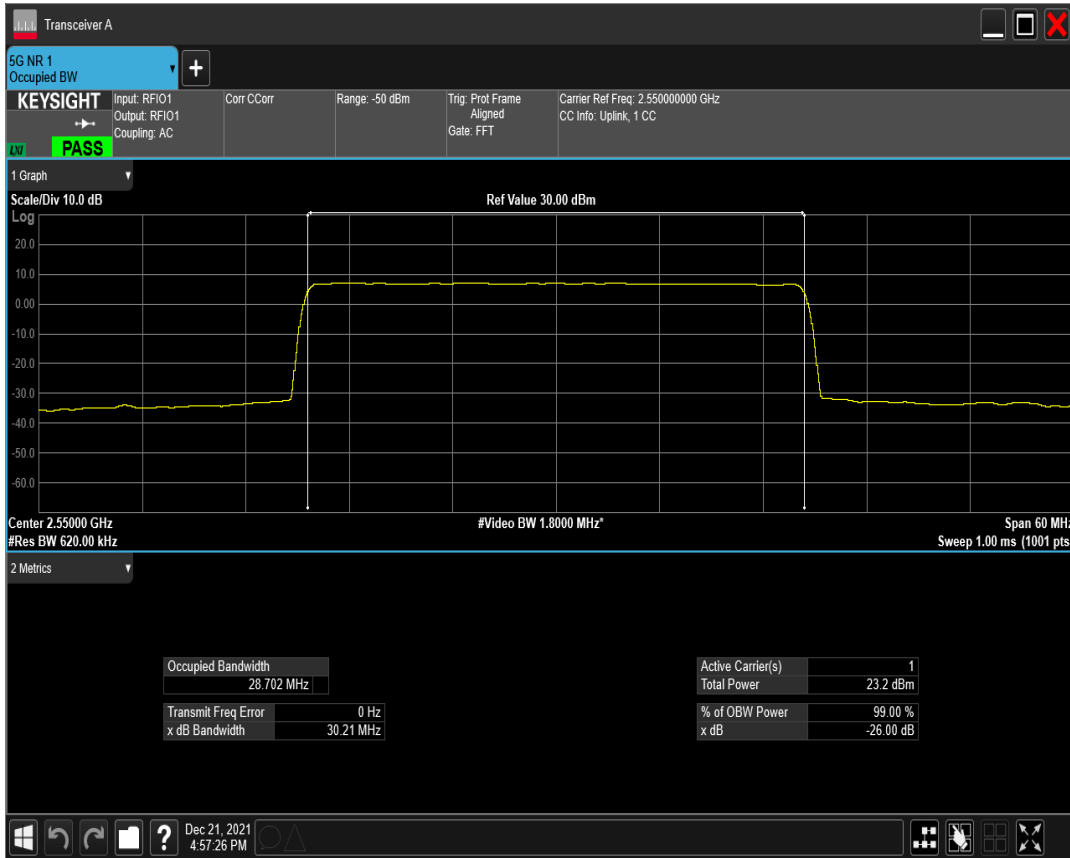 Transceiver A
5G NR 1
Occupied BW
+
KEYSIGHT
Input: RFIO1
Output: RFIO1
Coupling: AC
Corr CCorr
Range: -50 dBm
Trig: Prot Frame
Aligned
Gate: FFT
Carrier Ref Freq: 2.550000000 GHz
CC Info: Uplink, 1 CC
LXI
PASS
1 Graph
Scale/Div 10.0 dB
Ref Value 30.00 dBm
Log
20.0
10.0
0.00
-10.0
-20.0
-30.0
-40.0
-50.0
-60.0
Center 2.55000 GHz
#Video BW 1.8000 MHz*
Span 60 MHz
#Res BW 620.00 kHz
Sweep 1.00 ms (1001 pts
2 Metrics
Occupied Bandwidth
28.702 MHz
Transmit Freq Error 0 Hz
x dB Bandwidth 30.21 MHz
Active Carrier(s) 1
Total Power 23.2 dBm
% of OBW Power 99.00 %
x dB -26.00 dB
?
Dec 21, 2021
4:57:26 PM